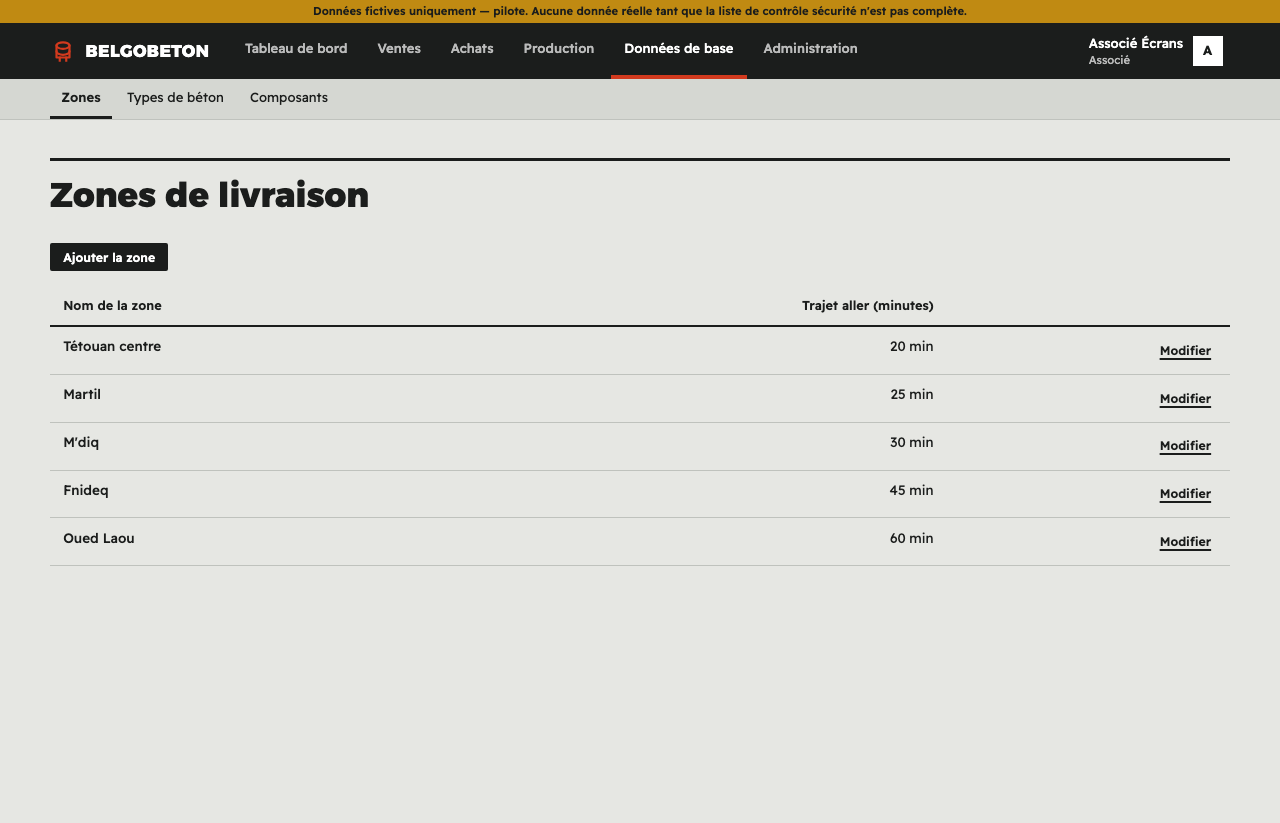 Données fictives uniquement — pilote. Aucune donnée réelle tant que la liste de contrôle sécurité n'est pas complète.
BELGOBETON Tableau de bord Ventes Achats Production Données de base Administration Associé Écrans A
Associé
Zones Types de béton Composants
Zones de livraison
Ajouter la zone
Nom de la zone Trajet aller (minutes)
Tétouan centre 20 min Modifier
Martil 25 min Modifier
M'diq 30 min Modifier
Fnideq 45 min Modifier
Oued Laou 60 min Modifier